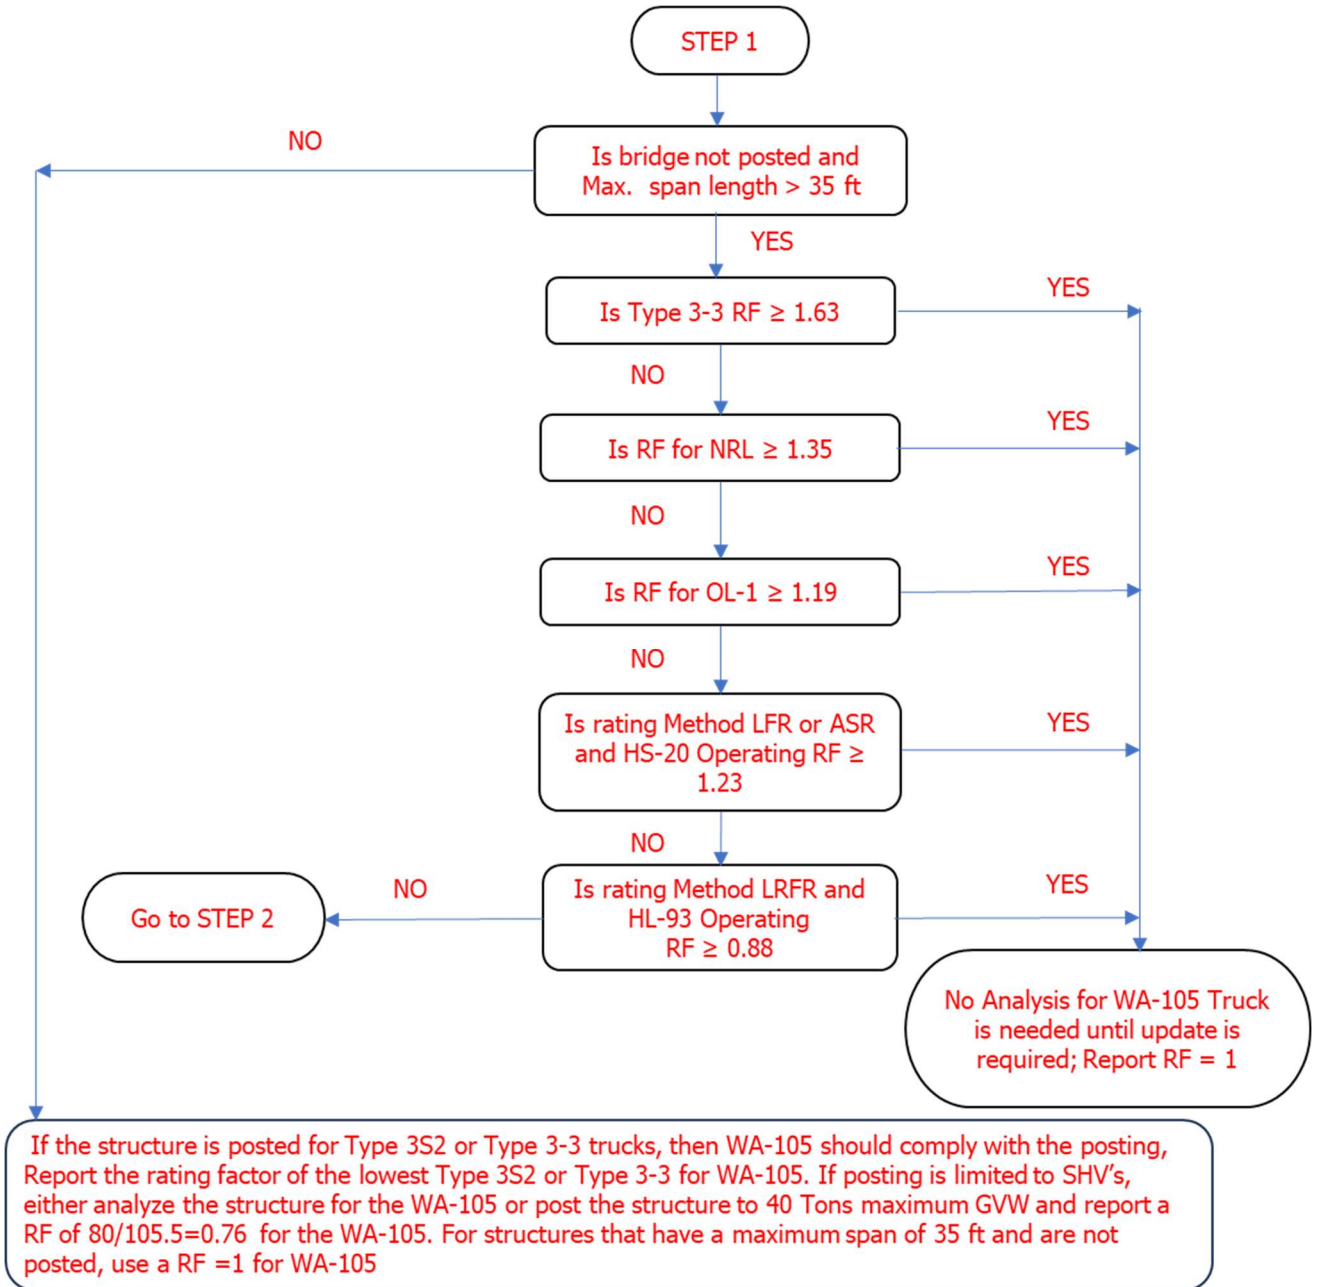 STEP 1
NO
Is bridge not posted and
Max. span length > 35 ft
YES
Is Type 3-3 RF ≥ 1.63
YES
NO
Is RF for NRL ≥ 1.35
YES
NO
Is RF for OL-1 ≥ 1.19
YES
NO
Is rating Method LFR or ASR
and HS-20 Operating RF ≥
1.23
YES
NO
Is rating Method LRFR and
HL-93 Operating
RF ≥ 0.88
YES
NO
Go to STEP 2
No Analysis for WA-105 Truck
is needed until update is
required; Report RF = 1
If the structure is posted for Type 3S2 or Type 3-3 trucks, then WA-105 should comply with the posting,
Report the rating factor of the lowest Type 3S2 or Type 3-3 for WA-105. If posting is limited to SHV's,
either analyze the structure for the WA-105 or post the structure to 40 Tons maximum GVW and report a
RF of 80/105.5=0.76 for the WA-105. For structures that have a maximum span of 35 ft and are not
posted, use a RF =1 for WA-105